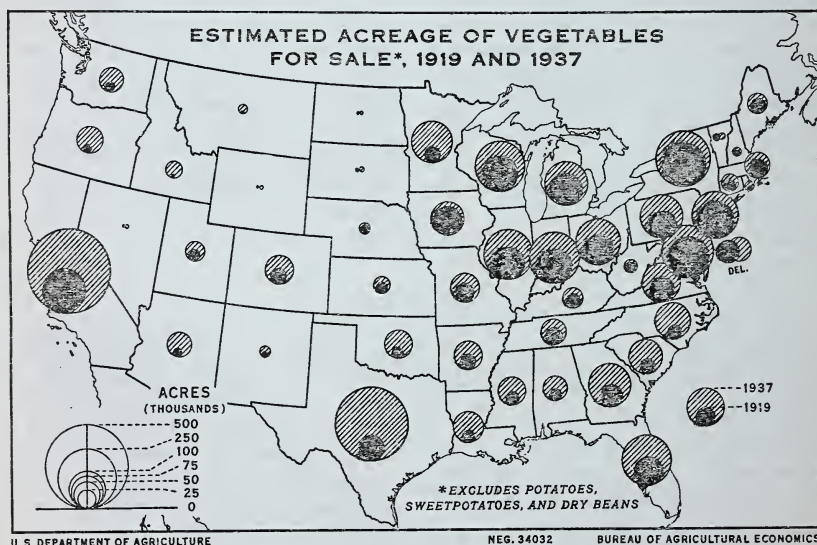 ESTIMATED ACREAGE OF VEGETABLES
FOR SALE*, 1919 AND 1937
DEL.
1937
1919
ACRES
(THOUSANDS)
500
250
100
75
50
25
0
*EXCLUDES POTATOES,
SWEETPOTATOES, AND DRY BEANS
U.S. DEPARTMENT OF AGRICULTURE
NEG. 34032
BUREAU OF AGRICULTURAL ECONOMICS